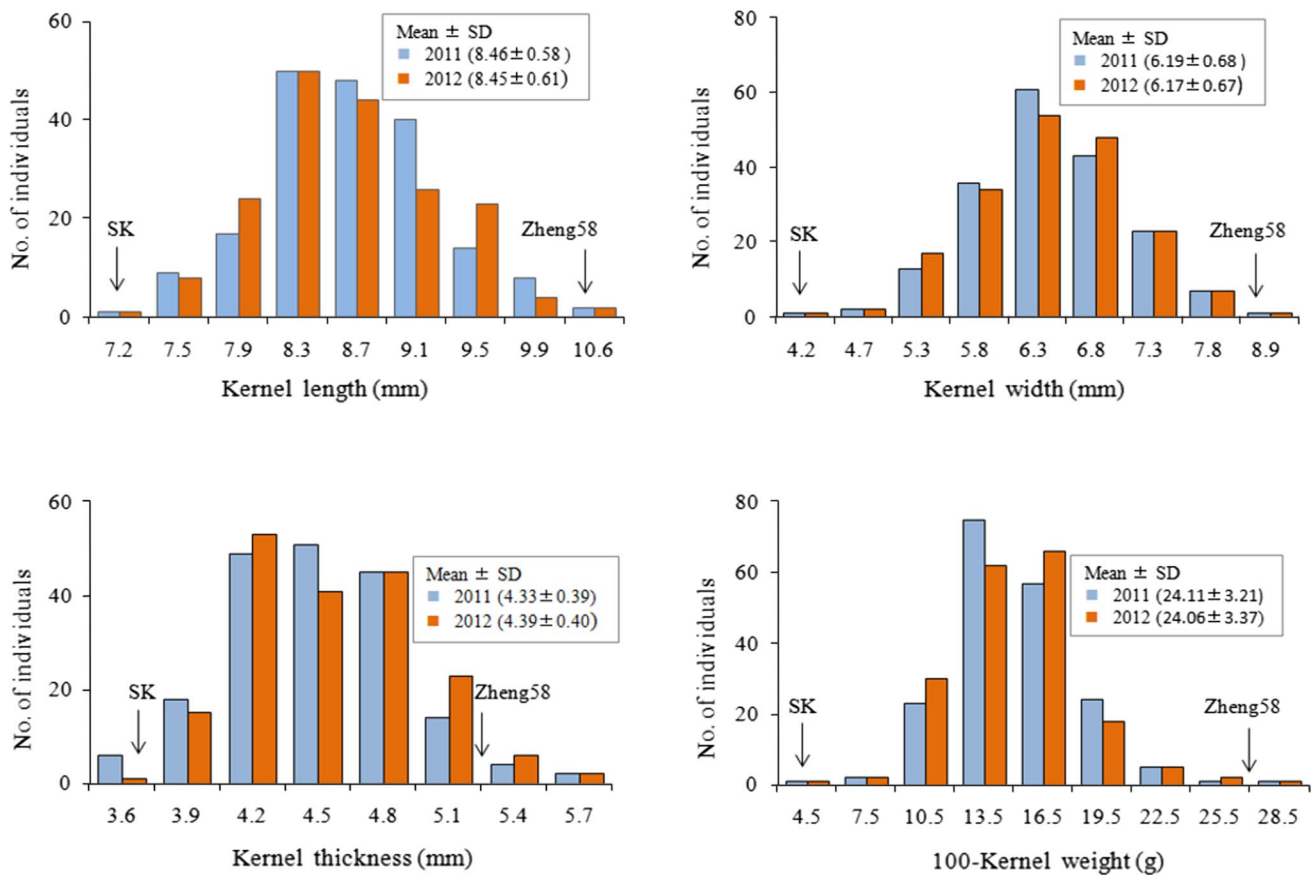 60
40
20
0
No. of individuals
Mean ± SD
2011 (8.46±0.58)
2012 (8.45±0.61)
SK
Zheng58
7.2 7.5 7.9 8.3 8.7 9.1 9.5 9.9 10.6
Kernel length (mm)
80
60
40
20
0
No. of individuals
Mean ± SD
2011 (6.19±0.68)
2012 (6.17±0.67)
SK
Zheng58
4.2 4.7 5.3 5.8 6.3 6.8 7.3 7.8 8.9
Kernel width (mm)
60
40
20
0
No. of individuals
Mean ± SD
2011 (4.33±0.39)
2012 (4.39±0.40)
SK
Zheng58
3.6 3.9 4.2 4.5 4.8 5.1 5.4 5.7
Kernel thickness (mm)
80
60
40
20
0
No. of individuals
Mean ± SD
2011 (24.11±3.21)
2012 (24.06±3.37)
SK
Zheng58
4.5 7.5 10.5 13.5 16.5 19.5 22.5 25.5 28.5
100-Kernel weight (g)